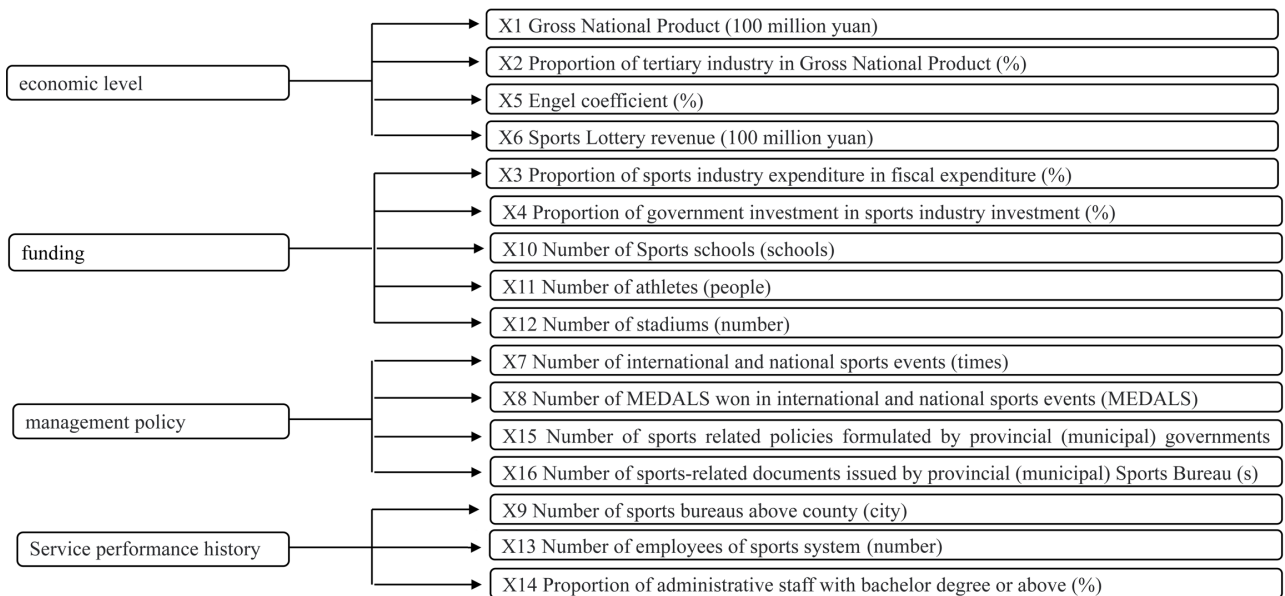 economic level
X1 Gross National Product (100 million yuan)
X2 Proportion of tertiary industry in Gross National Product (%)
X5 Engel coefficient (%)
X6 Sports Lottery revenue (100 million yuan)
funding
X3 Proportion of sports industry expenditure in fiscal expenditure (%)
X4 Proportion of government investment in sports industry investment (%)
X10 Number of Sports schools (schools)
X11 Number of athletes (people)
X12 Number of stadiums (number)
management policy
X7 Number of international and national sports events (times)
X8 Number of MEDALS won in international and national sports events (MEDALS)
X15 Number of sports related policies formulated by provincial (municipal) governments
X16 Number of sports-related documents issued by provincial (municipal) Sports Bureau (s)
Service performance history
X9 Number of sports bureaus above county (city)
X13 Number of employees of sports system (number)
X14 Proportion of administrative staff with bachelor degree or above (%)